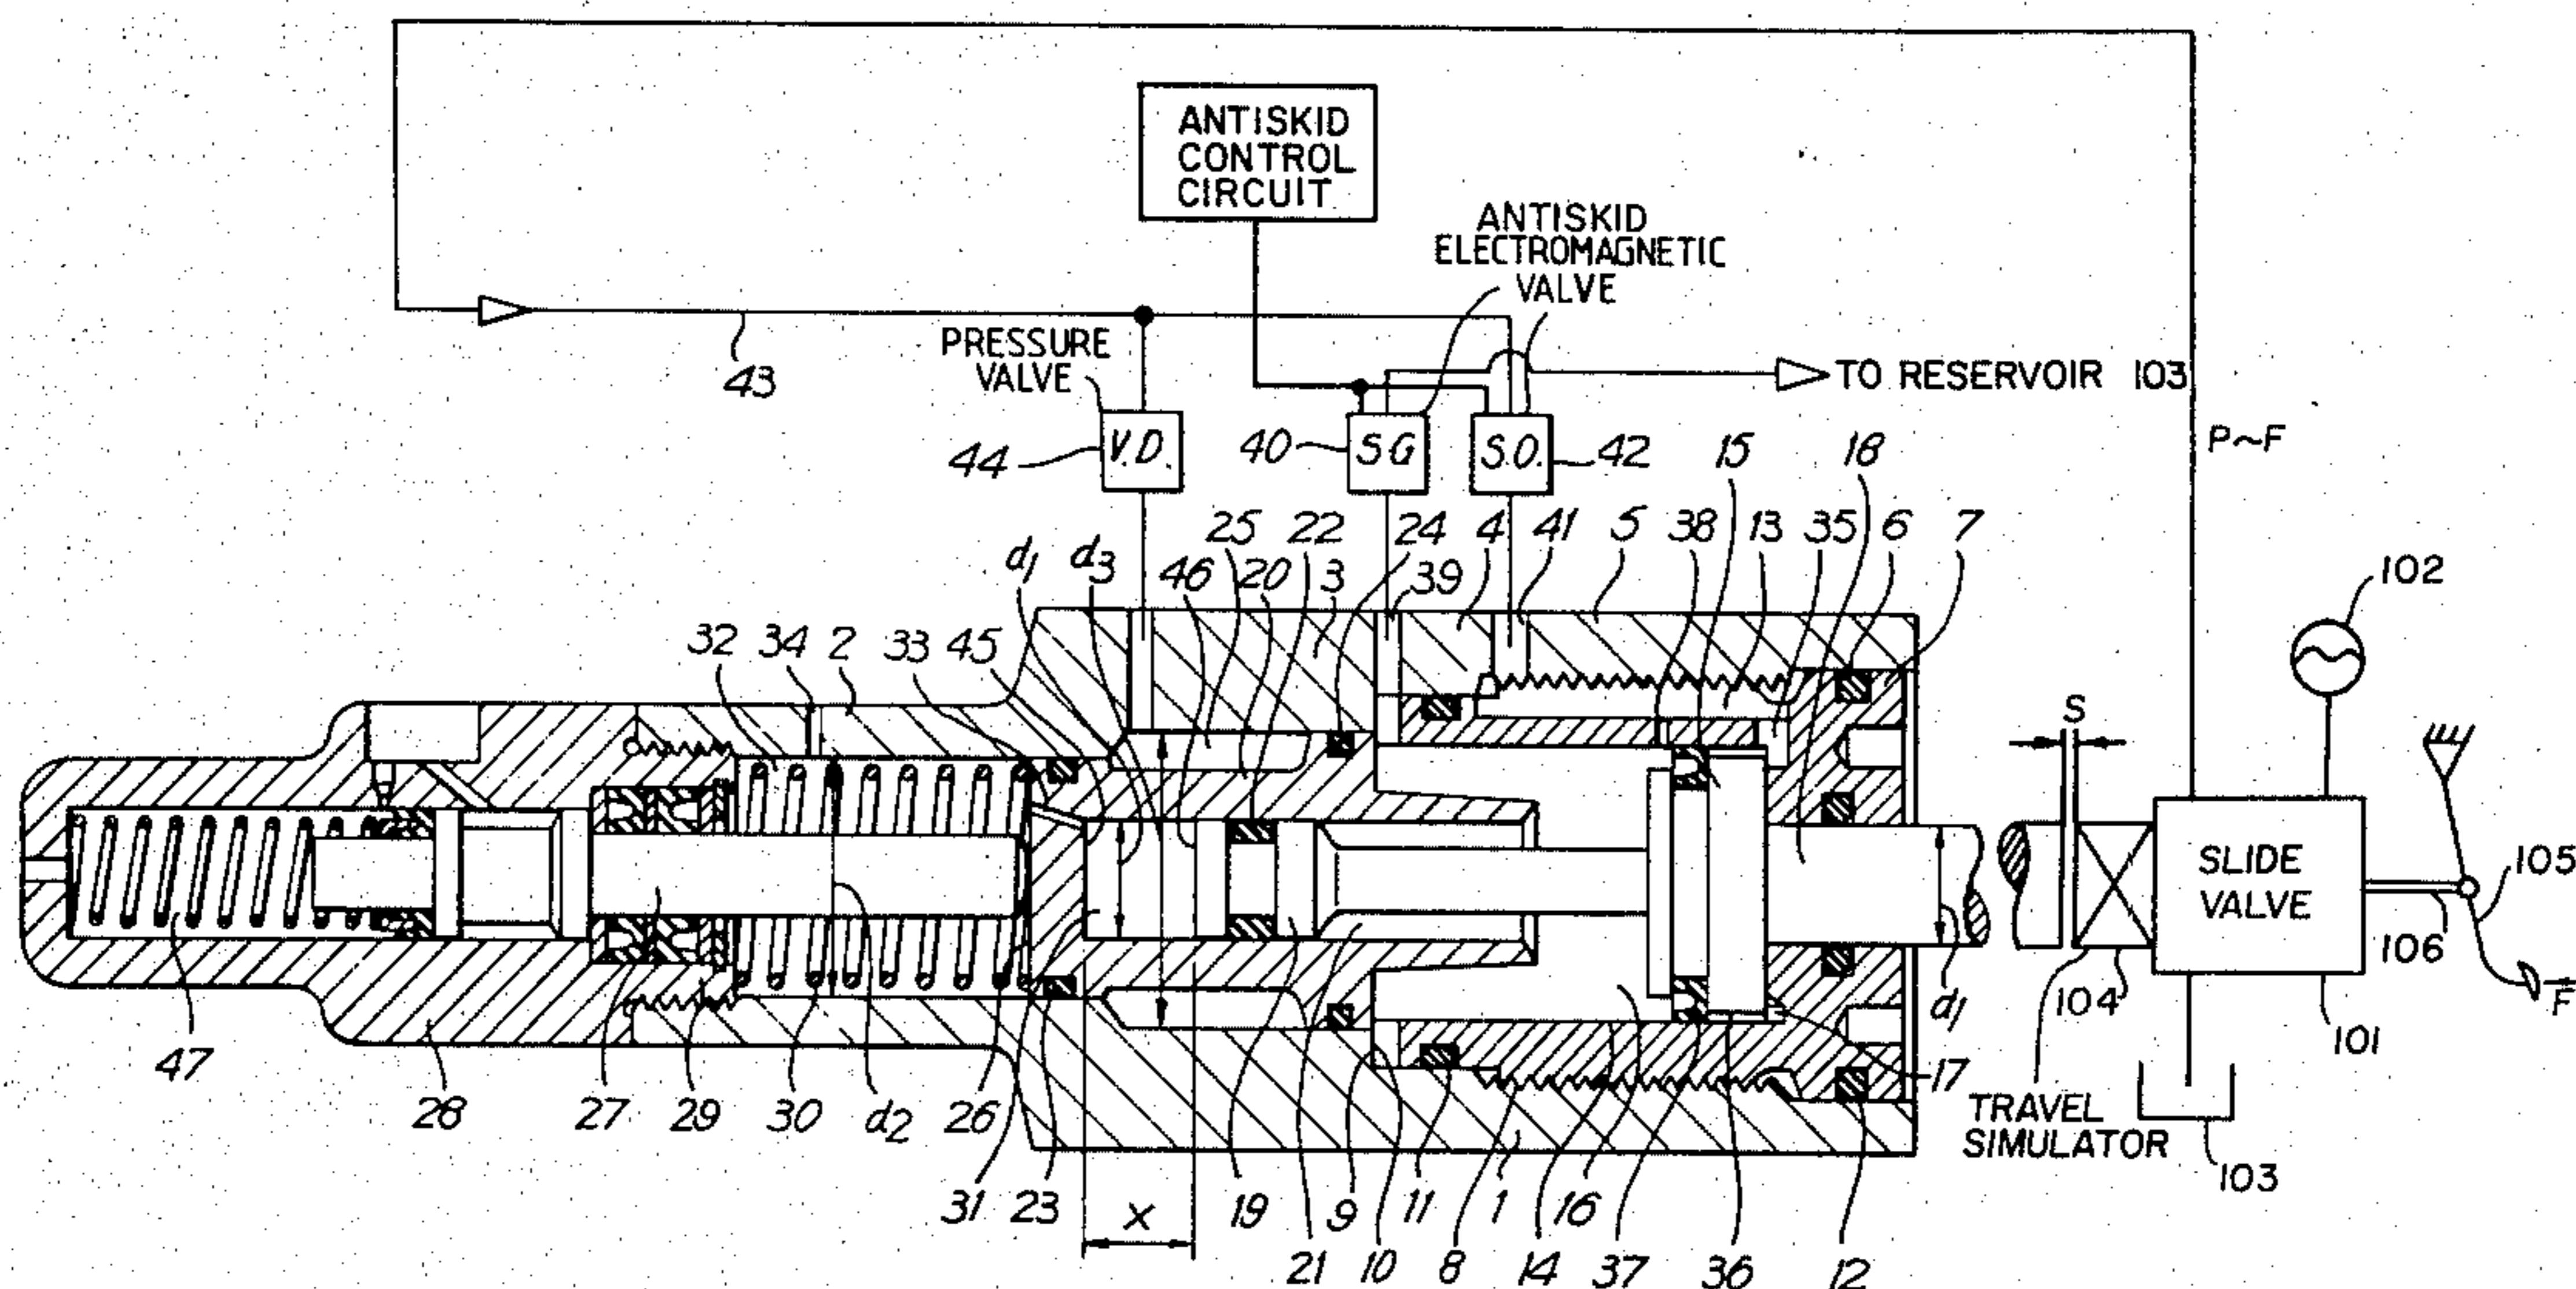 ANTISKID
CONTROL
CIRCUIT
ANTISKID
ELECTROMAGNETIC
VALVE
PRESSURE
VALVE
43
TO RESERVOIR 103
P~F
44
V.D.
40
SG
S.O.
42
15
18
25
22
24
4
41
5
38
13
35
6
7
d1
d3
46
20
3
39
102
32
34
2
33
45
S
SLIDE
VALVE
105
106
F
104
d1
101
47
28
27
29
30
d2
26
17
TRAVEL
SIMULATOR
103
31
23
X
19
9
11
1
16
21
10
8
14
37
36
12